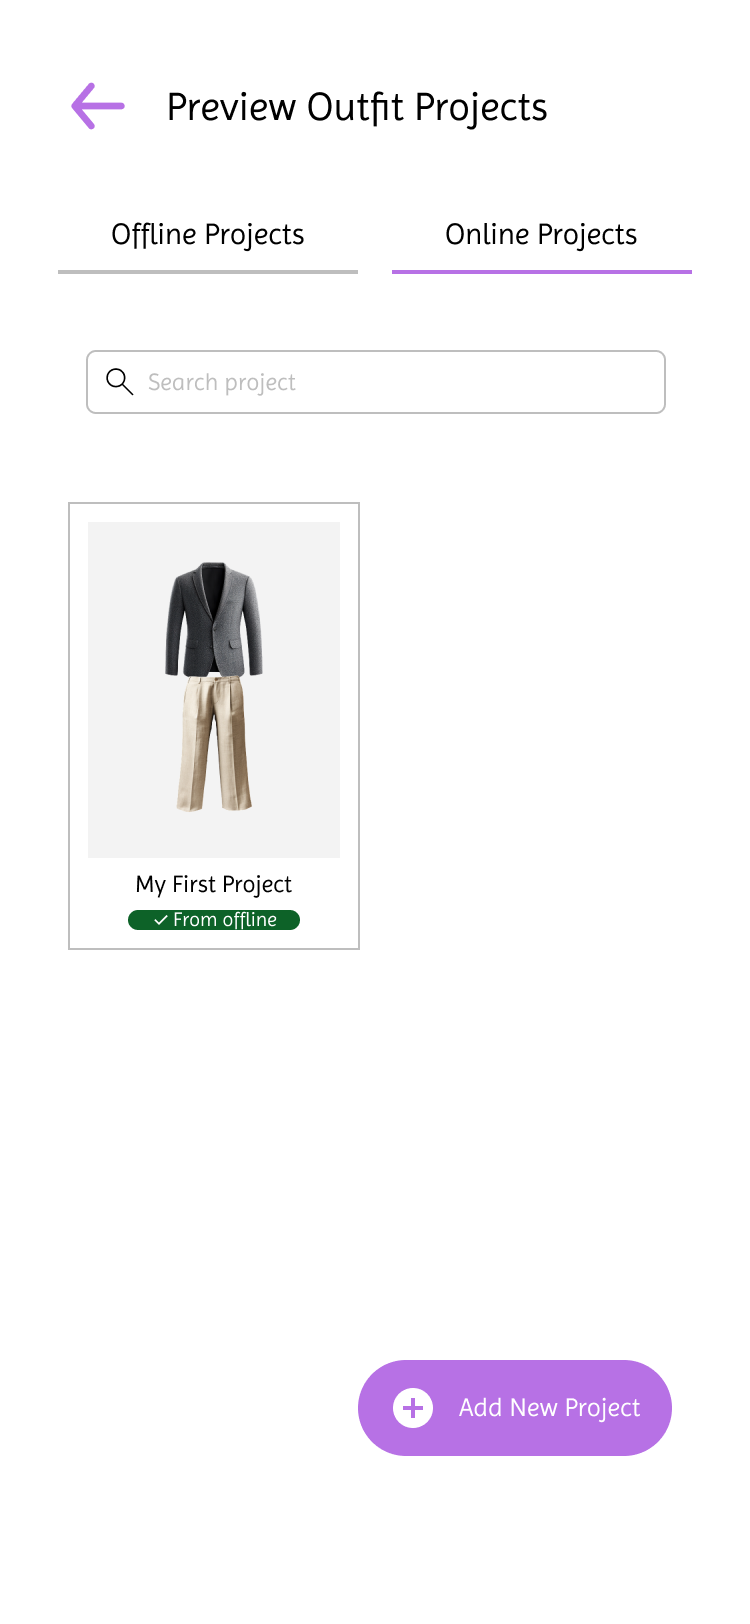 Preview Outfit Projects
Offline Projects
Online Projects
Search project
My First Project
From offline
Add New Project